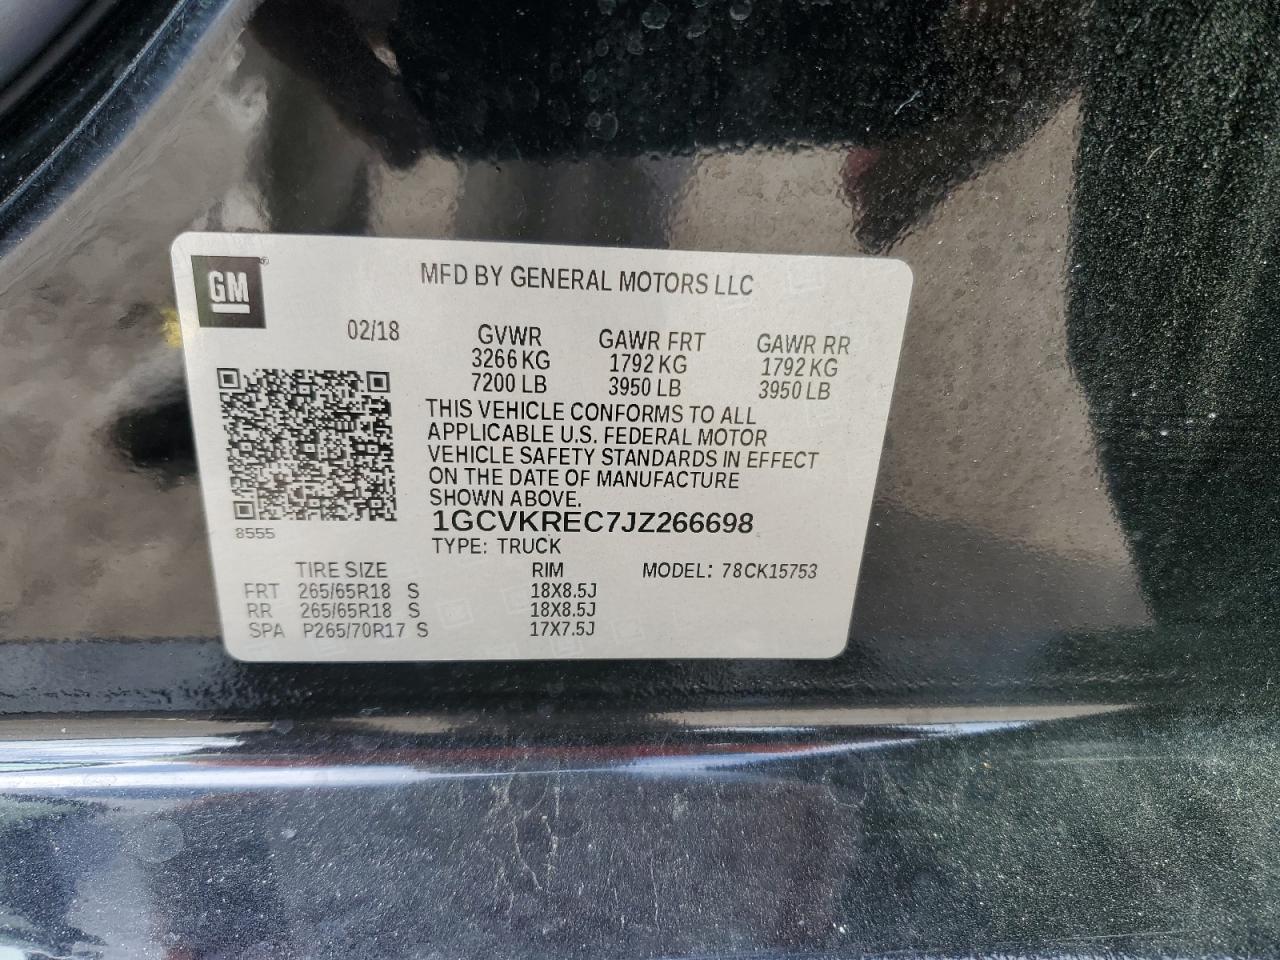 GM
MFD BY GENERAL MOTORS LLC
02/18 GVWR GAWR FRT GAWR RR
3266 KG 1792 KG 1792 KG
7200 LB 3950 LB 3950 LB
THIS VEHICLE CONFORMS TO ALL
APPLICABLE U.S. FEDERAL MOTOR
VEHICLE SAFETY STANDARDS IN EFFECT
ON THE DATE OF MANUFACTURE
SHOWN ABOVE.
1GCVKREC7JZ266698
8555
TYPE: TRUCK
TIRE SIZE RIM MODEL: 78CK15753
FRT 265/65R18 S 18X8.5J
RR 265/65R18 S 18X8.5J
SPA P265/70R17 S 17X7.5J